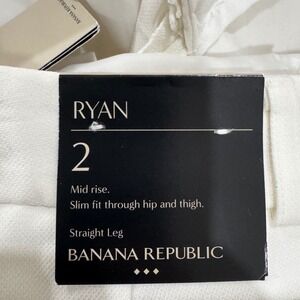 RYAN
2
Mid rise.
Slim fit through hip and thigh.
Straight Leg
BANANA REPUBLIC